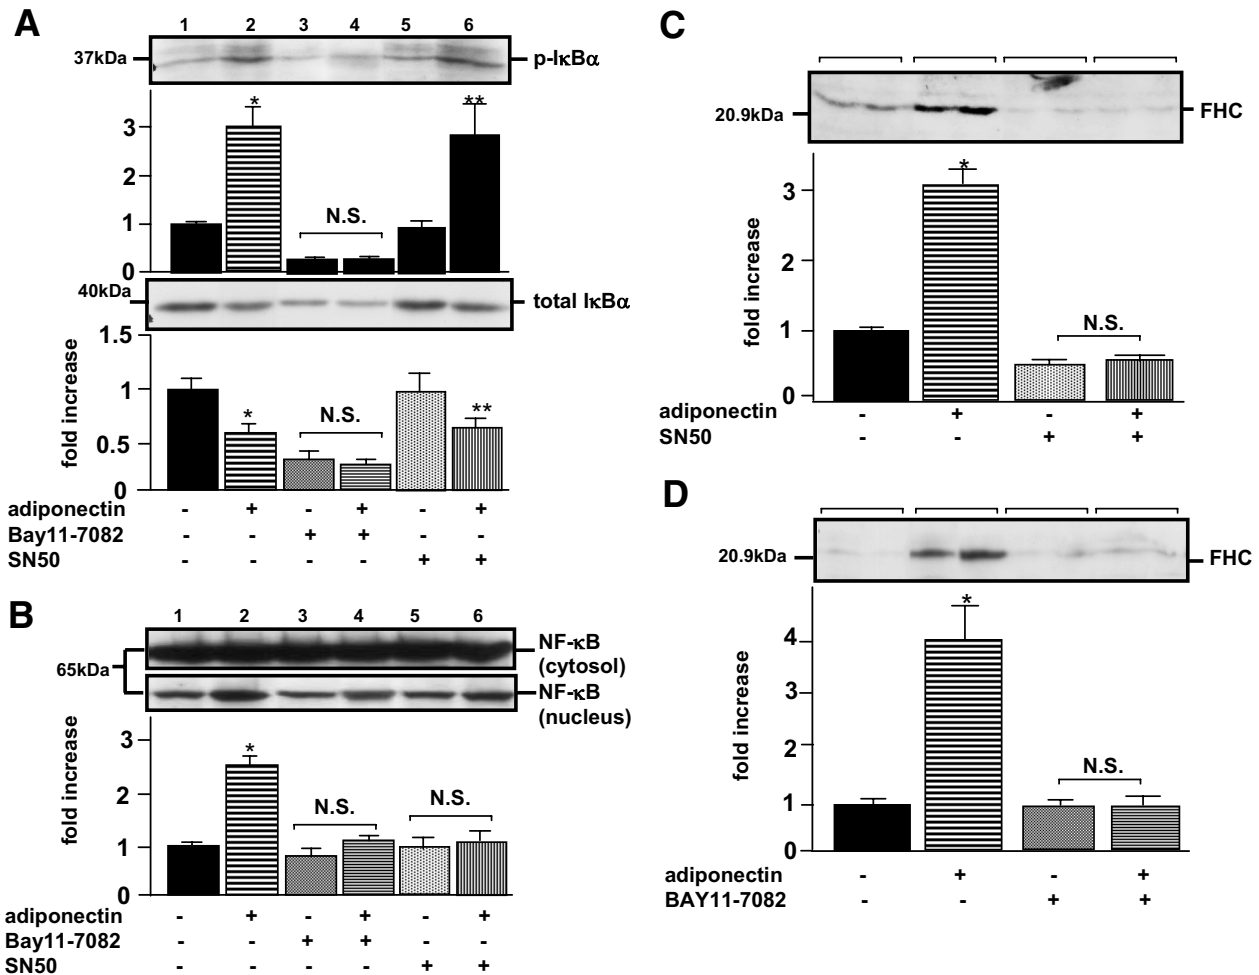 A
1 2 3 4 5 6
37kDa
p-IκBα
* **
3
2
1
0
N.S.
40kDa
total IκBα
fold increase
1.5
1
0.5
0
* N.S. **
adiponectin - + - + - +
Bay11-7082 - - + + - -
SN50 - - - - + +
B
1 2 3 4 5 6
65kDa
NF-κB
(cytosol)
NF-κB
(nucleus)
fold increase
3
2
1
0
* N.S. N.S.
adiponectin - + - + - +
Bay11-7082 - - + + - -
SN50 - - - - + +
C
20.9kDa
FHC
fold increase
3
2
1
0
* N.S.
adiponectin - + - +
SN50 - - + +
D
20.9kDa
FHC
fold increase
4
3
2
1
0
* N.S.
adiponectin - + - +
BAY11-7082 - - + +